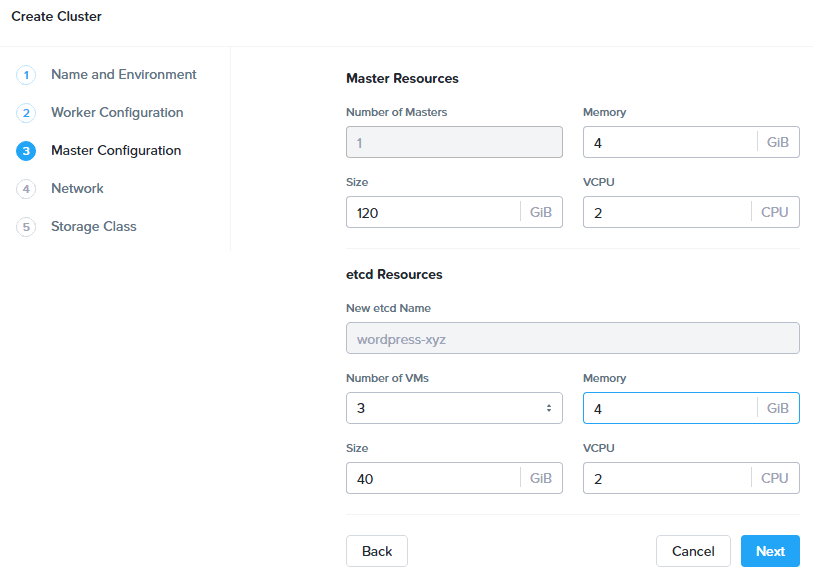 Create Cluster
1 Name and Environment
2 Worker Configuration
3 Master Configuration
4 Network
5 Storage Class
Master Resources
Number of Masters Memory
1 4 GiB
Size VCPU
120 GiB 2 CPU
etcd Resources
New etcd Name
wordpress-xyz
Number of VMs Memory
3 4 GiB
Size VCPU
40 GiB 2 CPU
Back Cancel Next